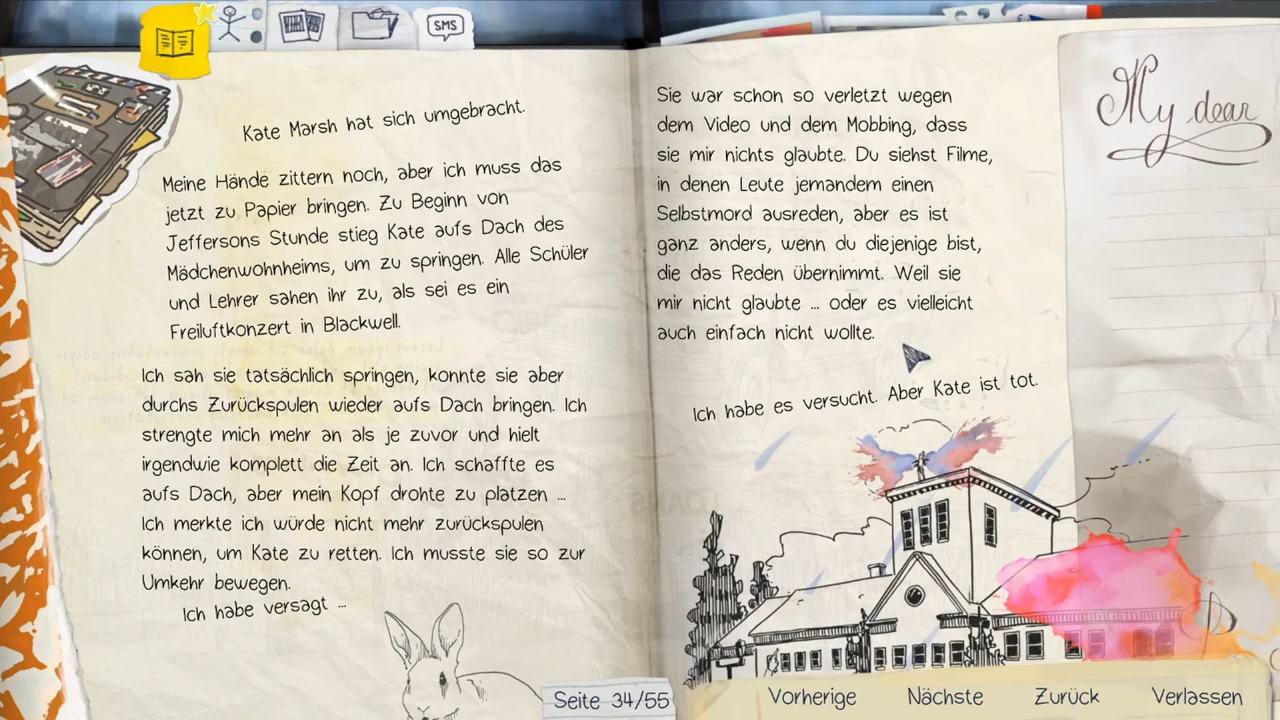 SMS
Kate Marsh hat sich umgebracht.
Meine Hände zittern noch, aber ich muss das
jetzt zu Papier bringen. Zu Beginn von
Jeffersons Stunde stieg Kate aufs Dach des
Mädchenwohnheims, um zu springen. Alle Schüler
und Lehrer sahen ihr zu, als sei es ein
Freiluftkonzert in Blackwell.
Ich sah sie tatsächlich springen, konnte sie aber
durchs Zurückspulen wieder aufs Dach bringen. Ich
strengte mich mehr an als je zuvor und hielt
irgendwie komplett die Zeit an. Ich schaffte es
aufs Dach, aber mein Kopf drohte zu platzen ...
Ich merkte ich würde nicht mehr zurückspulen
können, um Kate zu retten. Ich musste sie so zur
Umkehr bewegen.
Ich habe versagt ...
Sie war schon so verletzt wegen
dem Video und dem Mobbing, dass
sie mir nichts glaubte. Du siehst Filme,
in denen Leute jemandem einen
Selbstmord ausreden, aber es ist
ganz anders, wenn du diejenige bist,
die das Reden übernimmt. Weil sie
mir nicht glaubte ... oder es vielleicht
auch einfach nicht wollte.
Ich habe es versucht. Aber Kate ist tot.
My dear
Seite 34/55
Vorherige
Nächste
Zurück
Verlassen